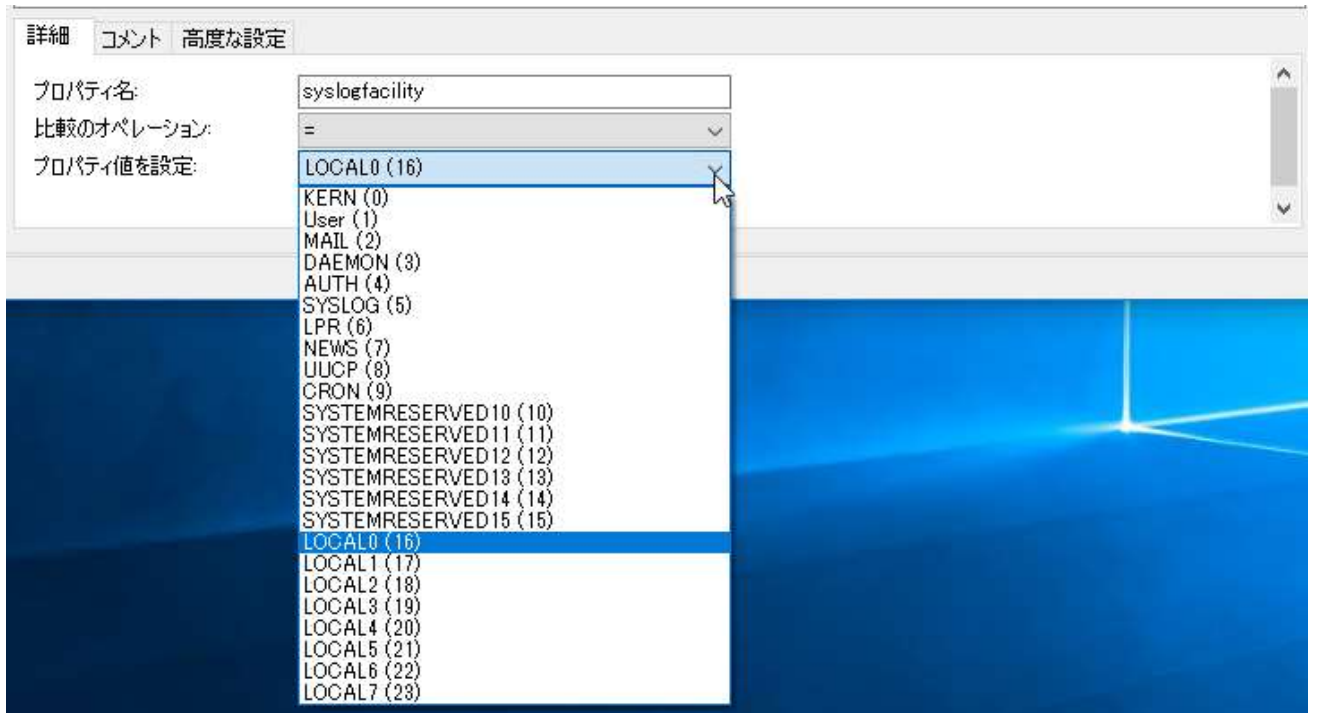 詳細 コメント 高度な設定
プロパティ名: syslogfacility
比較のオペレーション: =
プロパティ値を設定: LOCAL0 (16)
KERN (0)
User (1)
MAIL (2)
DAEMON (3)
AUTH (4)
SYSLOG (5)
LPR (6)
NEWS (7)
UUCP (8)
CRON (9)
SYSTEMRESERVED10 (10)
SYSTEMRESERVED11 (11)
SYSTEMRESERVED12 (12)
SYSTEMRESERVED13 (13)
SYSTEMRESERVED14 (14)
SYSTEMRESERVED15 (15)
LOCAL0 (16)
LOCAL1 (17)
LOCAL2 (18)
LOCAL3 (19)
LOCAL4 (20)
LOCAL5 (21)
LOCAL6 (22)
LOCAL7 (23)